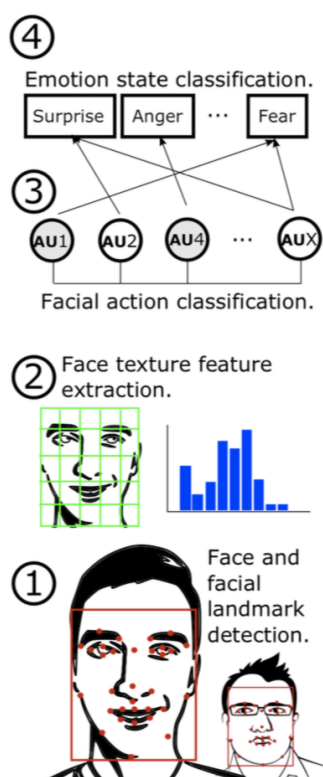 4
Emotion state classification.
Surprise Anger ... Fear
3
AU1 AU2 AU4 ... AUX
Facial action classification.
2 Face texture feature
extraction.
1
Face and
facial
landmark
detection.